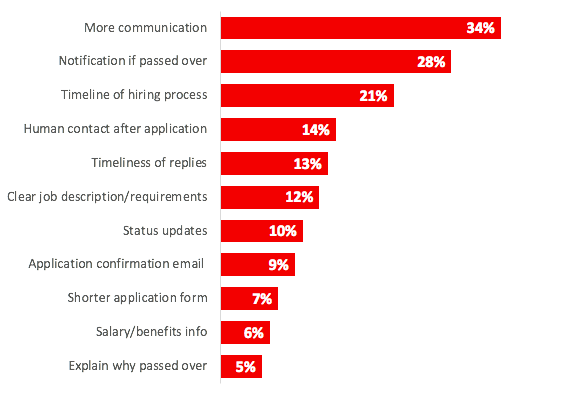 More communication 34%
Notification if passed over 28%
Timeline of hiring process 21%
Human contact after application 14%
Timeliness of replies 13%
Clear job description/requirements 12%
Status updates 10%
Application confirmation email 9%
Shorter application form 7%
Salary/benefits info 6%
Explain why passed over 5%